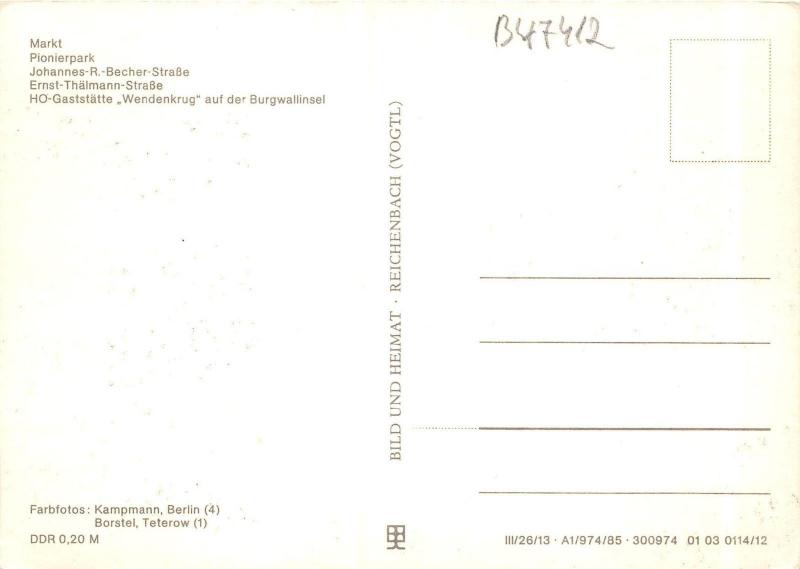 Markt
Pionierpark
Johannes-R.-Becher-Straße
Ernst-Thälmann-Straße
HO-Gaststätte „Wendenkrug" auf der Burgwallinsel
B47412
BILD UND HEIMAT · REICHENBACH (VOGTL)
Farbfotos: Kampmann, Berlin (4)
Borstel, Teterow (1)
DDR 0,20 M
III/26/13 · A1/974/85 · 300974 01 03 0114/12